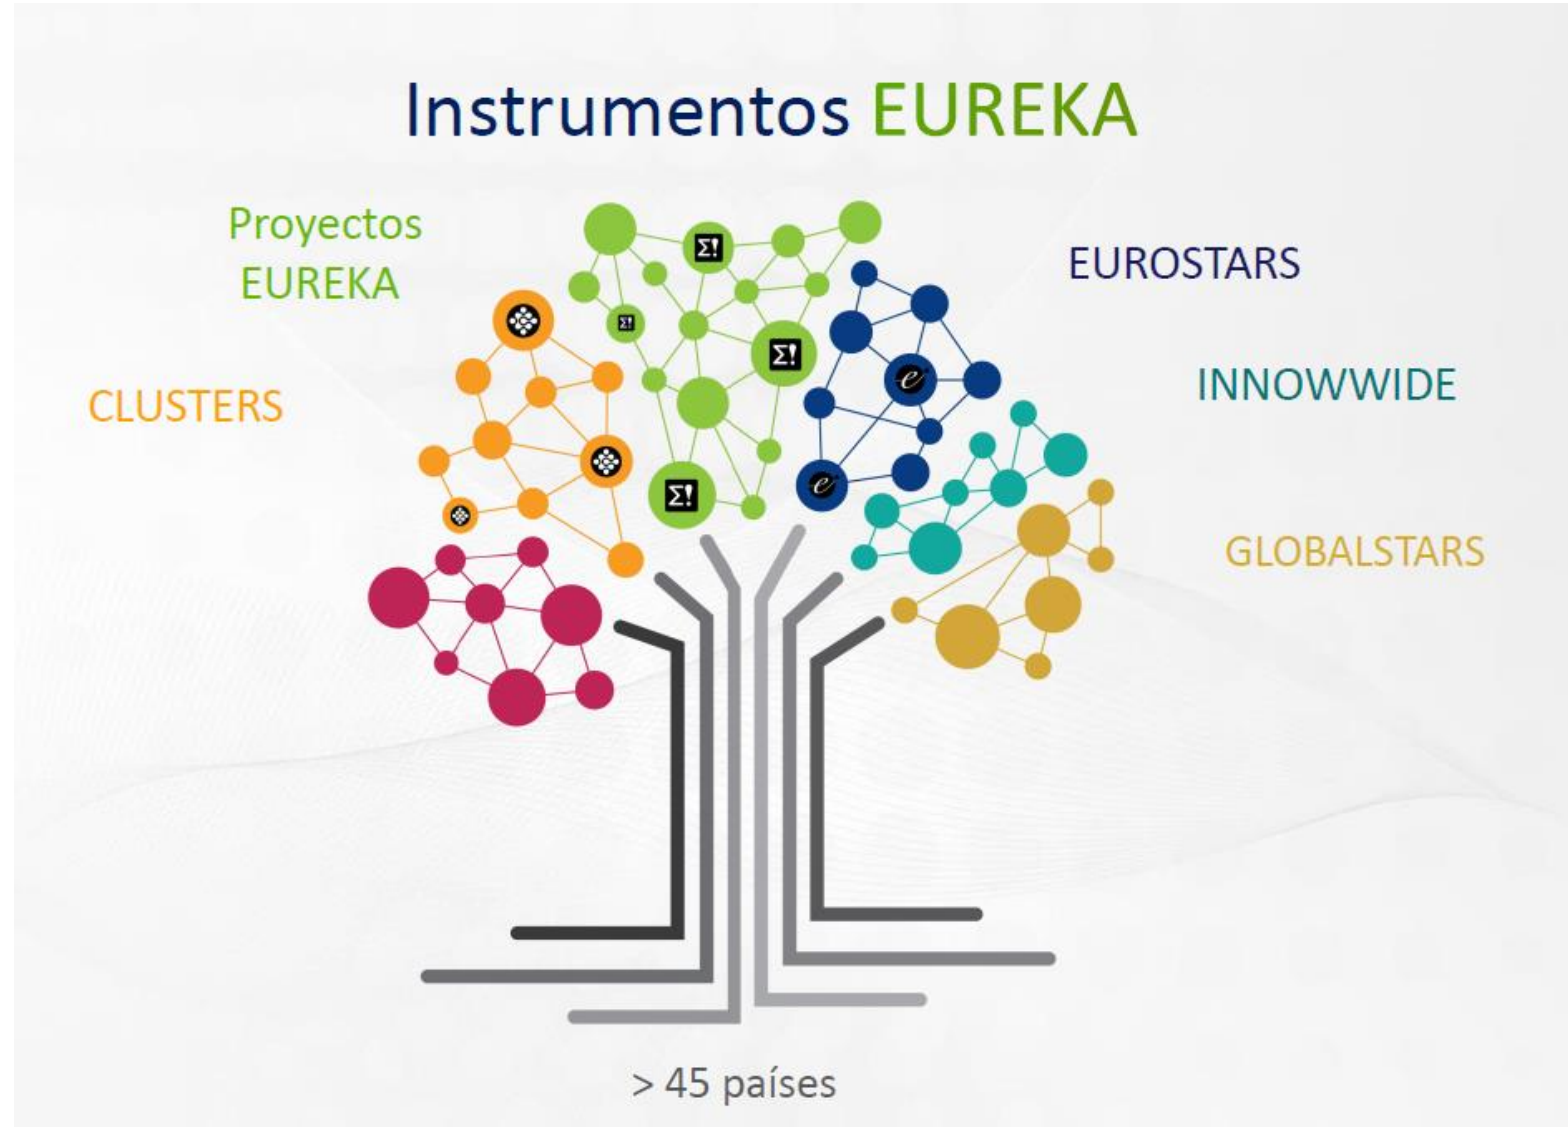 Instrumentos EUREKA
Proyectos
EUREKA
EUROSTARS
CLUSTERS
INNOWWIDE
GLOBALSTARS
Σ!
Σ!
Σ!
Σ!
e
e
> 45 países